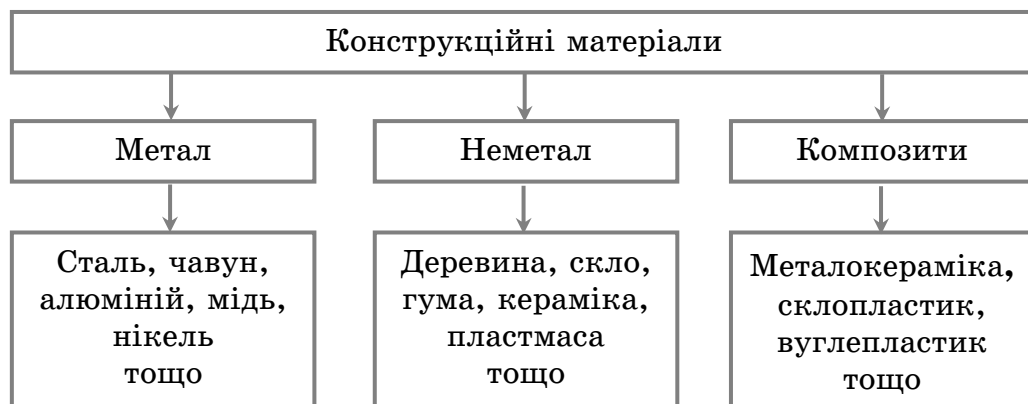 Конструкційні матеріали
Метал
Неметал
Композити
Сталь, чавун,
алюміній, мідь,
нікель
тощо
Деревина, скло,
гума, кераміка,
пластмаса
тощо
Металокераміка,
склопластик,
вуглепластик
тощо